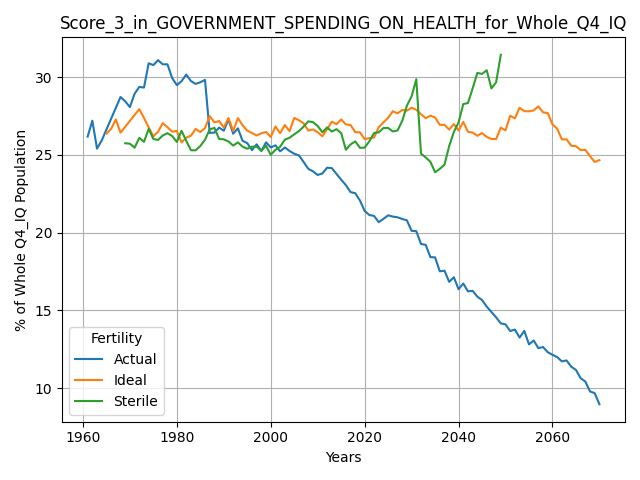 Score_3_in_GOVERNMENT_SPENDING_ON_HEALTH_for_Whole_Q4_IQ
% of Whole Q4_IQ Population
30
25
20
15
10
Fertility
Actual
Ideal
Sterile
1960 1980 2000 2020 2040 2060
Years